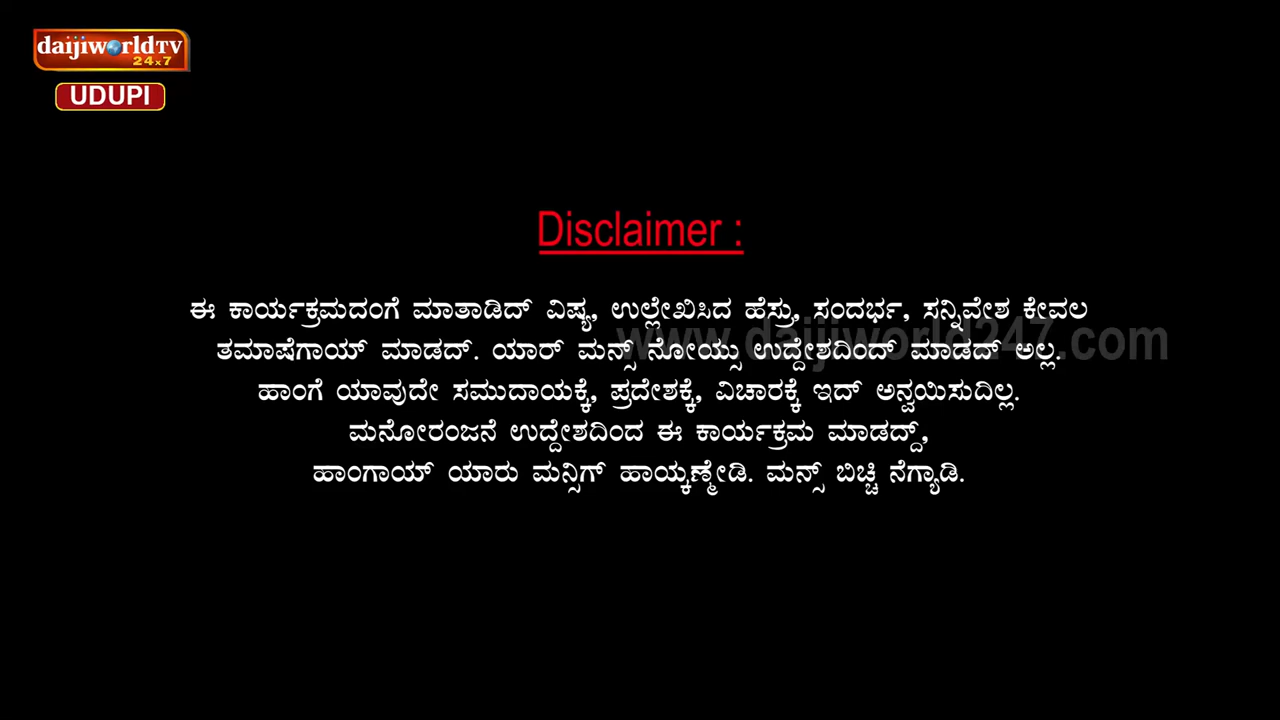 daijiworldTV
24x7
UDUPI
Disclaimer :
ಈ ಕಾರ್ಯಕ್ರಮದಂಗೆ ಮಾತಾಡಿದ್ ವಿಷ್ಯ, ಉಲ್ಲೇಖಿಸಿದ ಹೆಸ್ರು, ಸಂದರ್ಭ, ಸನ್ನಿವೇಶ ಕೇವಲ
www.daijiworld247.com
ತಮಾಷೆಗಾಯ್ ಮಾಡದ್. ಯಾರ್ ಮನ್ಸ್ ನೋಯ್ಸು ಉದ್ದೇಶದಿಂದ್ ಮಾಡದ್ ಅಲ್ಲ.
ಹಾಂಗೆ ಯಾವುದೇ ಸಮುದಾಯಕ್ಕೆ, ಪ್ರದೇಶಕ್ಕೆ, ವಿಚಾರಕ್ಕೆ ಇದ್ ಅನ್ವಯಿಸುದಿಲ್ಲ.
ಮನೋರಂಜನೆ ಉದ್ದೇಶದಿಂದ ಈ ಕಾರ್ಯಕ್ರಮ ಮಾಡದ್ದ್,
ಹಾಂಗಾಯ್ ಯಾರು ಮನ್ಸಿಗ್ ಹಾಯ್ಕಣ್ಮೇಡಿ. ಮನ್ಸ್ ಬಿಚ್ಚಿ ನೆಗ್ಯಾಡಿ.